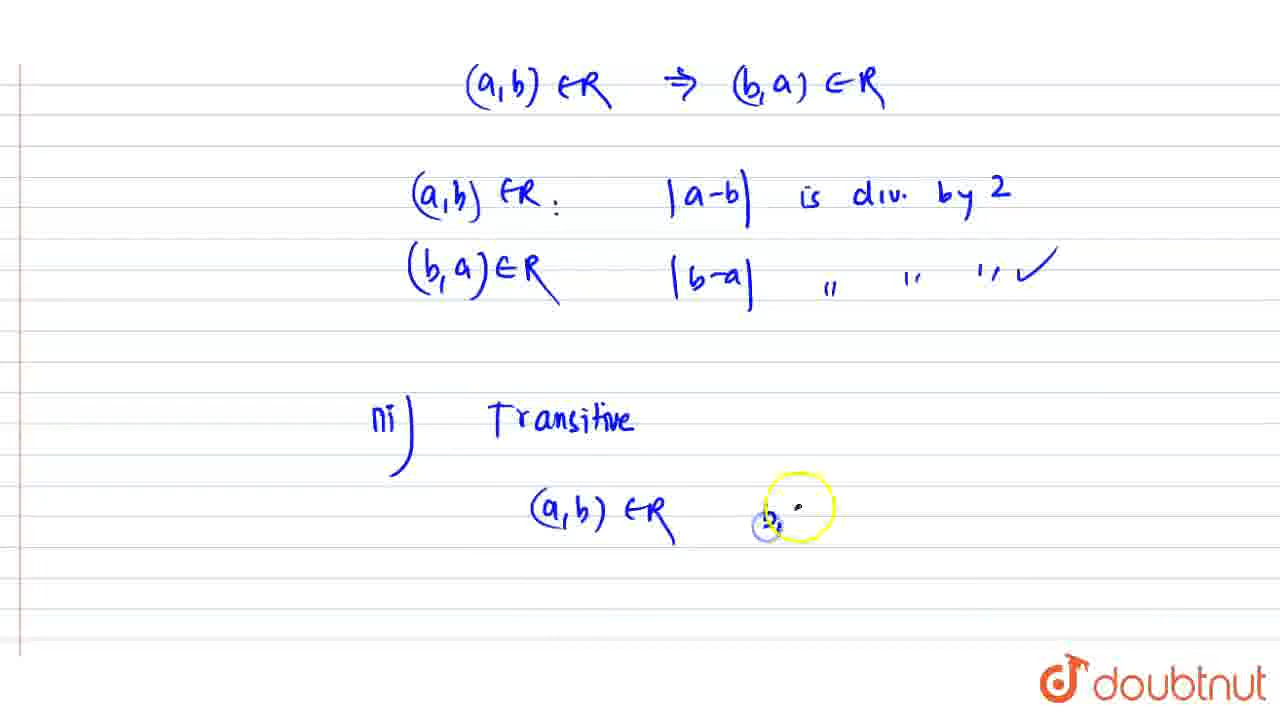 (a,b) ∈R ⇒ (b,a) ∈R
(a,b) ∈R : |a-b| is div. by 2
(b,a) ∈R |b-a| " " " ✓
iii) Transitive
(a,b) ∈R b,
doubtnut